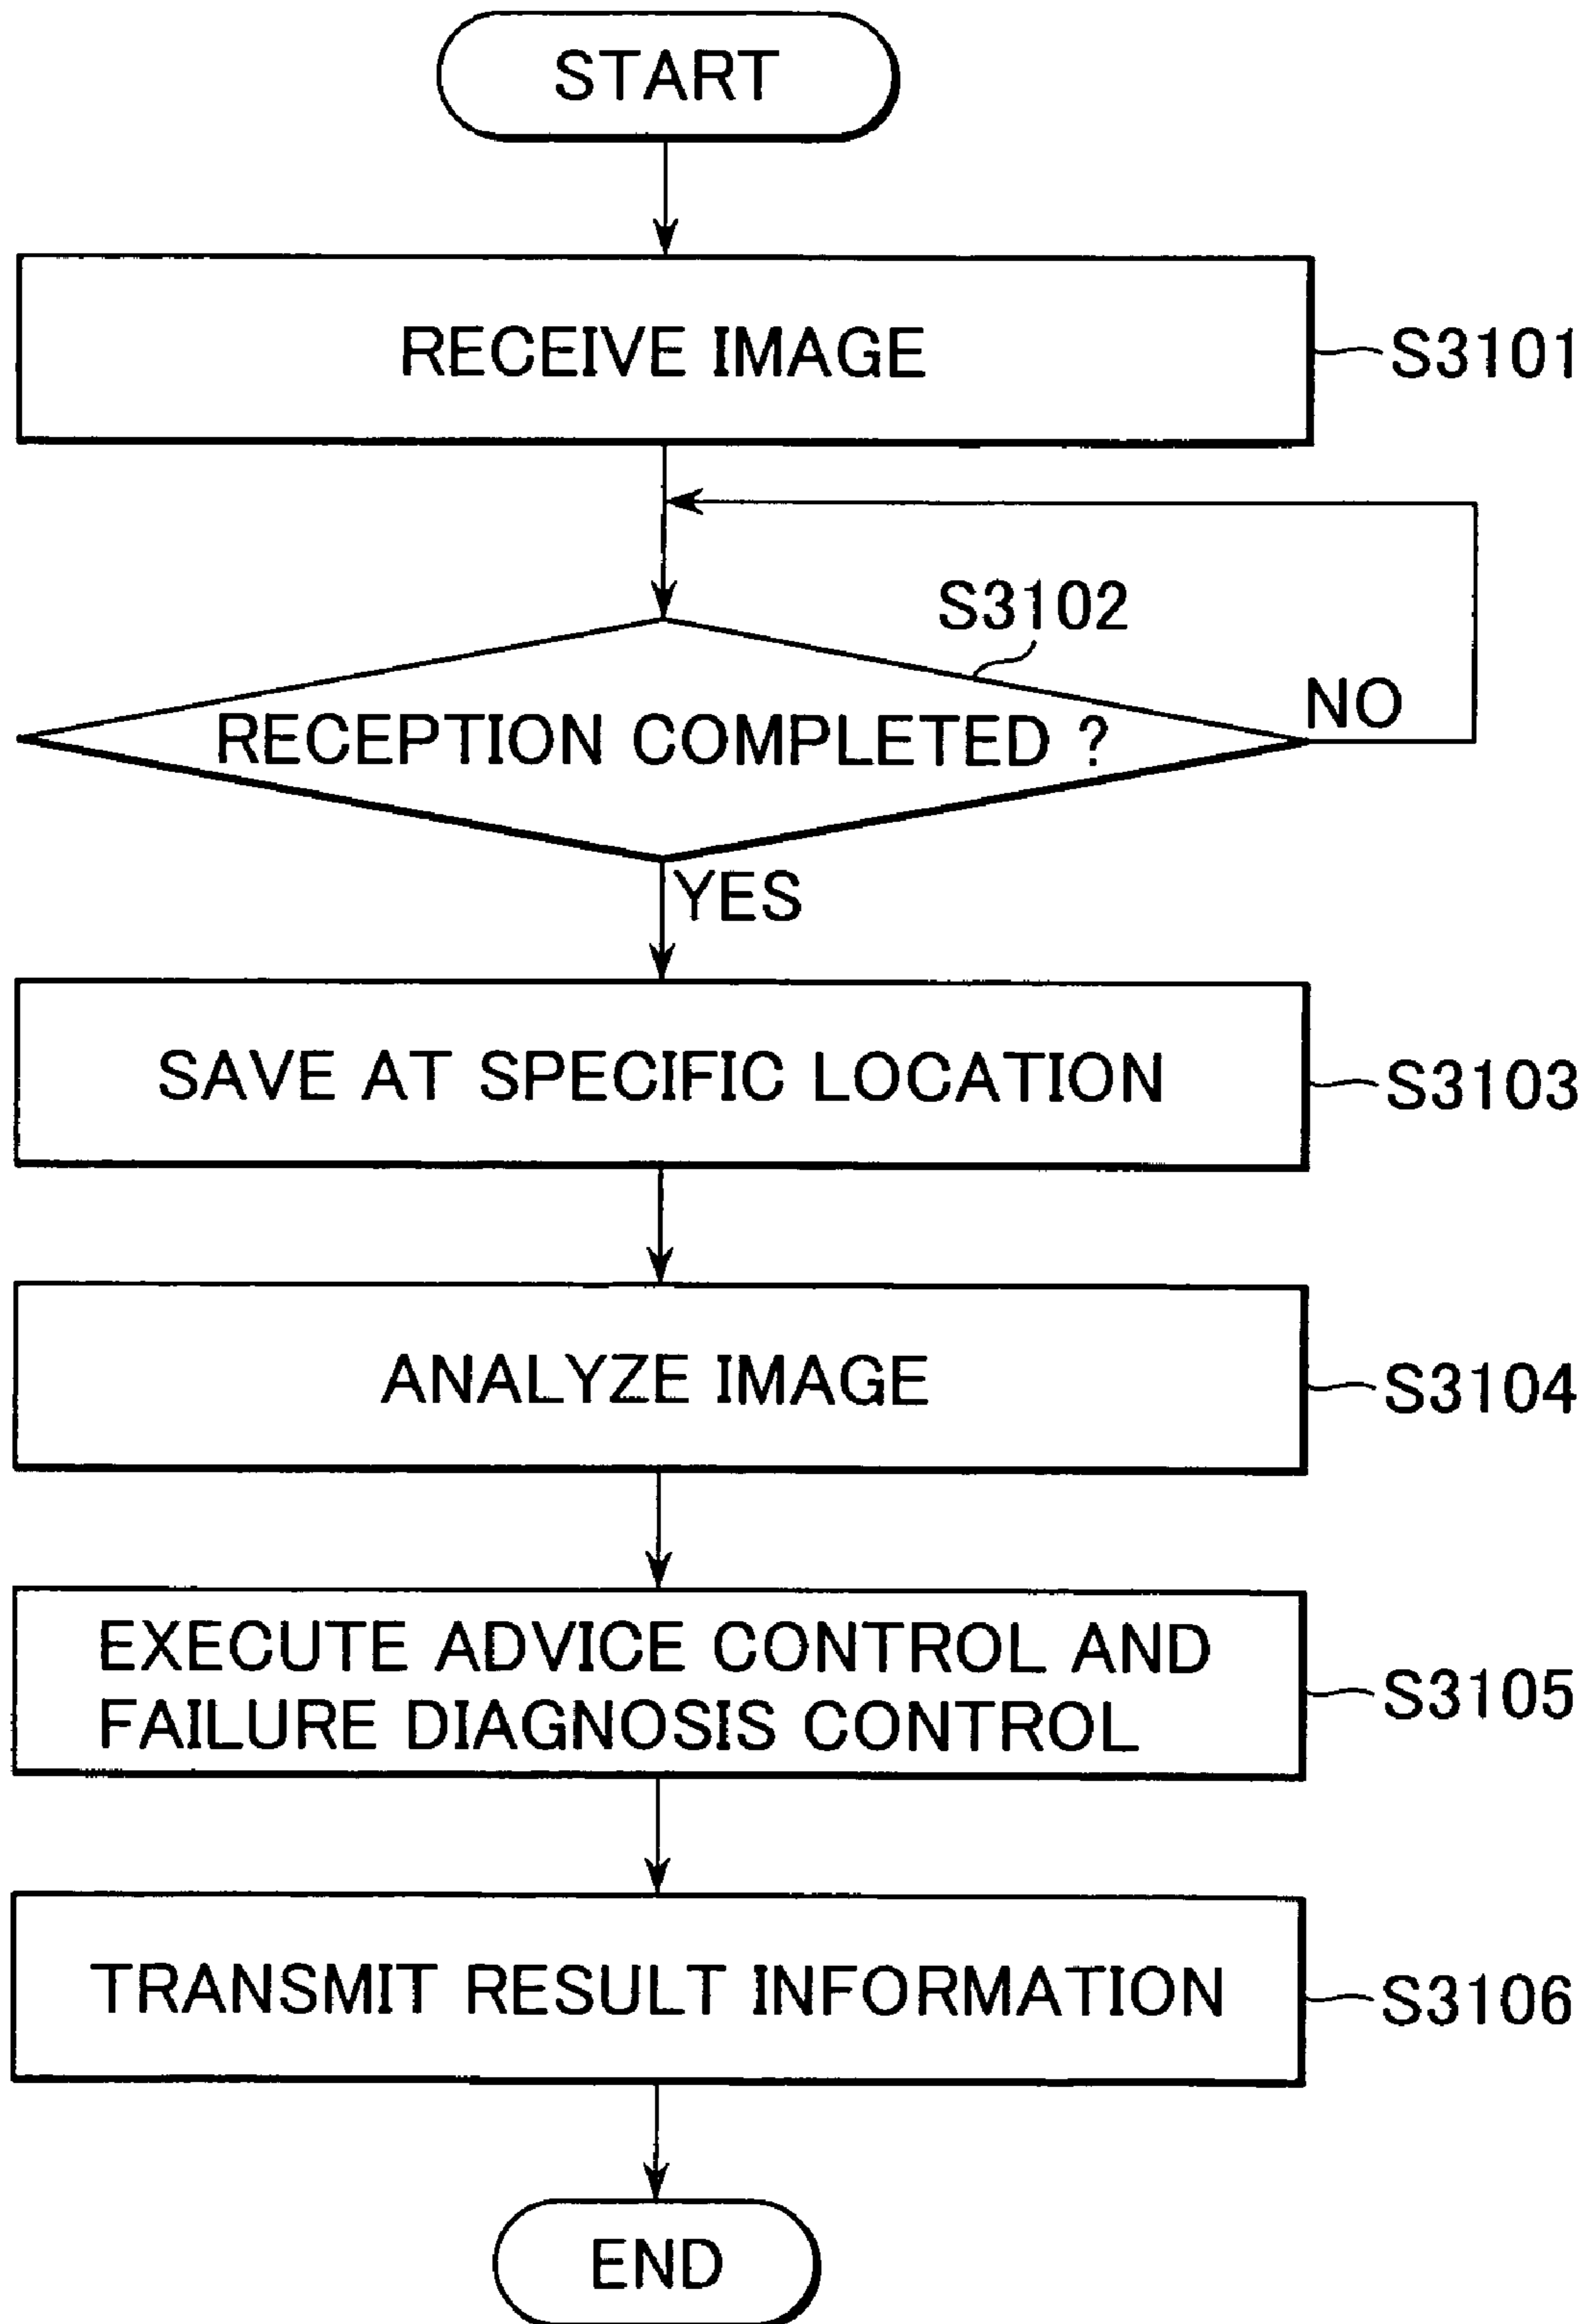 START
RECEIVE IMAGE
S3101
S3102
RECEPTION COMPLETED ?
NO
YES
SAVE AT SPECIFIC LOCATION
S3103
ANALYZE IMAGE
S3104
EXECUTE ADVICE CONTROL AND
FAILURE DIAGNOSIS CONTROL
S3105
TRANSMIT RESULT INFORMATION
S3106
END